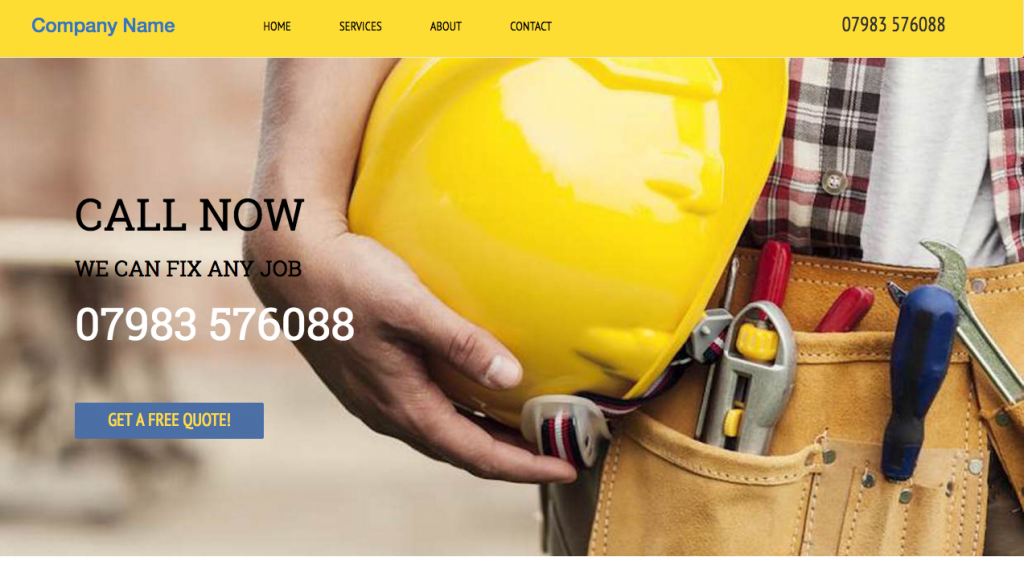 Company Name
HOME
SERVICES
ABOUT
CONTACT
07983 576088
CALL NOW
WE CAN FIX ANY JOB
07983 576088
GET A FREE QUOTE!